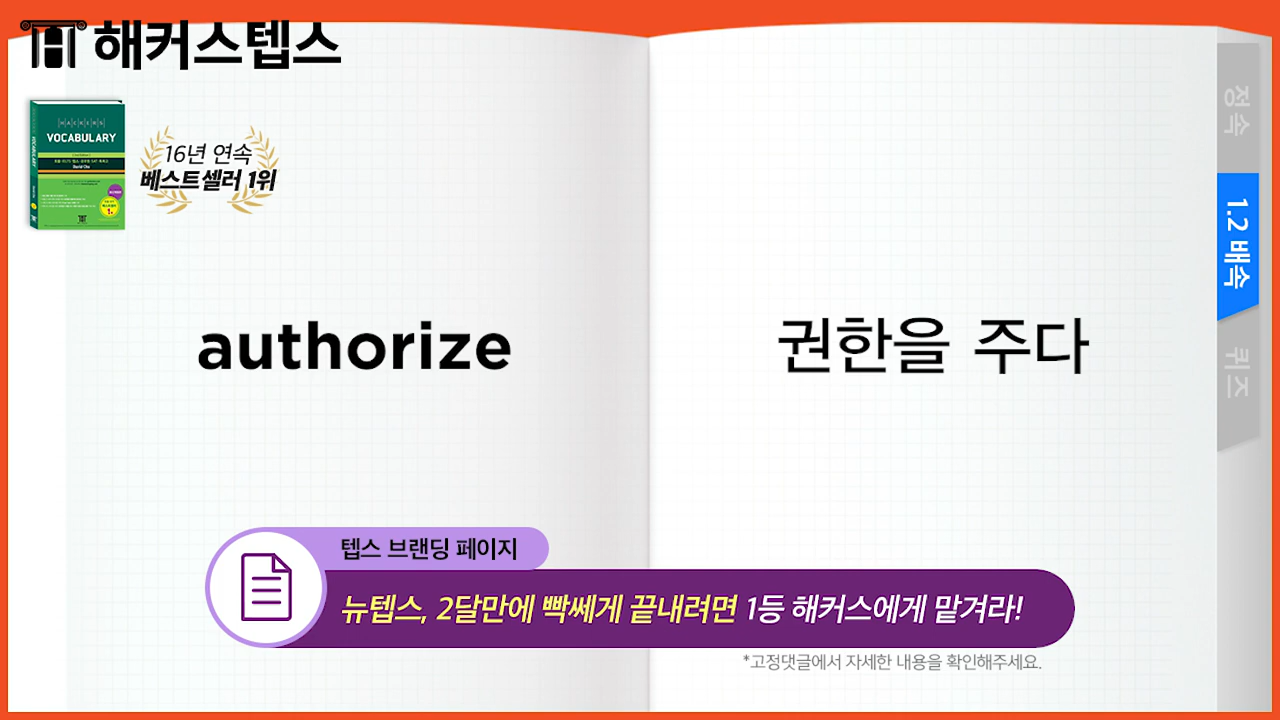 해커스텝스
HACKERS
VOCABULARY
16년 연속
베스트셀러 1위
정속
1.2 배속
퀴즈
authorize
권한을 주다
텝스 브랜딩 페이지
뉴텝스, 2달만에 빡쎄게 끝내려면 1등 해커스에게 맡겨라!
*고정댓글에서 자세한 내용을 확인해주세요.